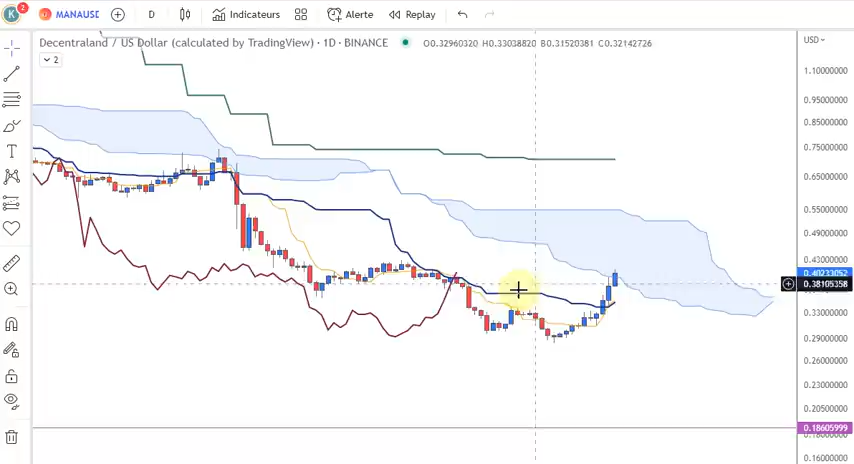 K
2
MANAUSD
D
Indicateurs
Alerte
Replay
Decentraland / US Dollar (calculated by TradingView) · 1D · BINANCE
O0.32960320 H0.33038820 B0.31520381 C0.32142726
USD
2
1.10000000
0.95000000
0.85000000
0.75000000
0.65000000
0.55000000
0.49000000
0.43000000
0.40233052
0.38105358
0.33000000
0.29000000
0.26000000
0.23000000
0.20500000
0.18605999
0.16000000